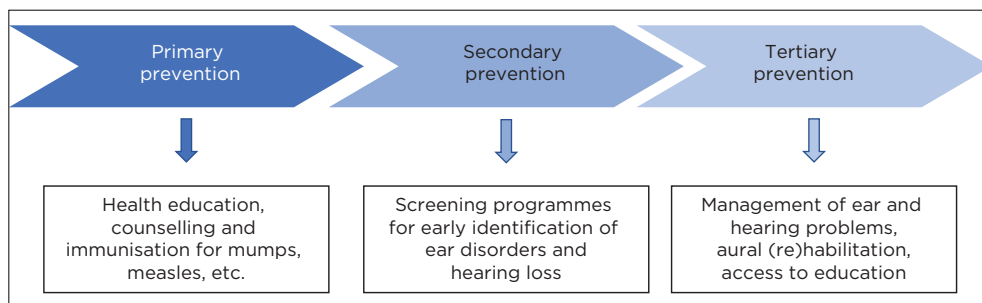 Primary
prevention
Secondary
prevention
Tertiary
prevention
Health education,
counselling and
immunisation for mumps,
measles, etc.
Screening programmes
for early identification of
ear disorders and
hearing loss
Management of ear and
hearing problems,
aural (re)habilitation,
access to education